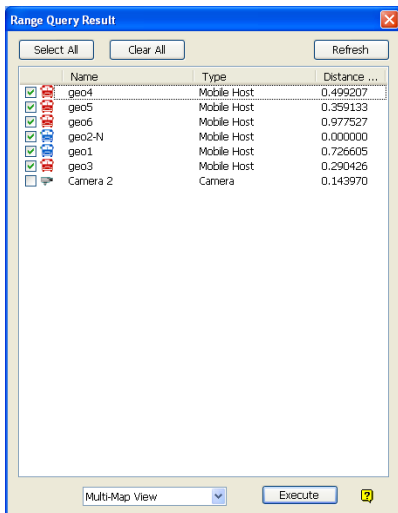 Range Query Result
Select All Clear All Refresh
Name Type Distance ...
geo4 Mobile Host 0.499207
geo5 Mobile Host 0.359133
geo6 Mobile Host 0.977527
geo2-N Mobile Host 0.000000
geo1 Mobile Host 0.726605
geo3 Mobile Host 0.290426
Camera 2 Camera 0.143970
Multi-Map View Execute ?